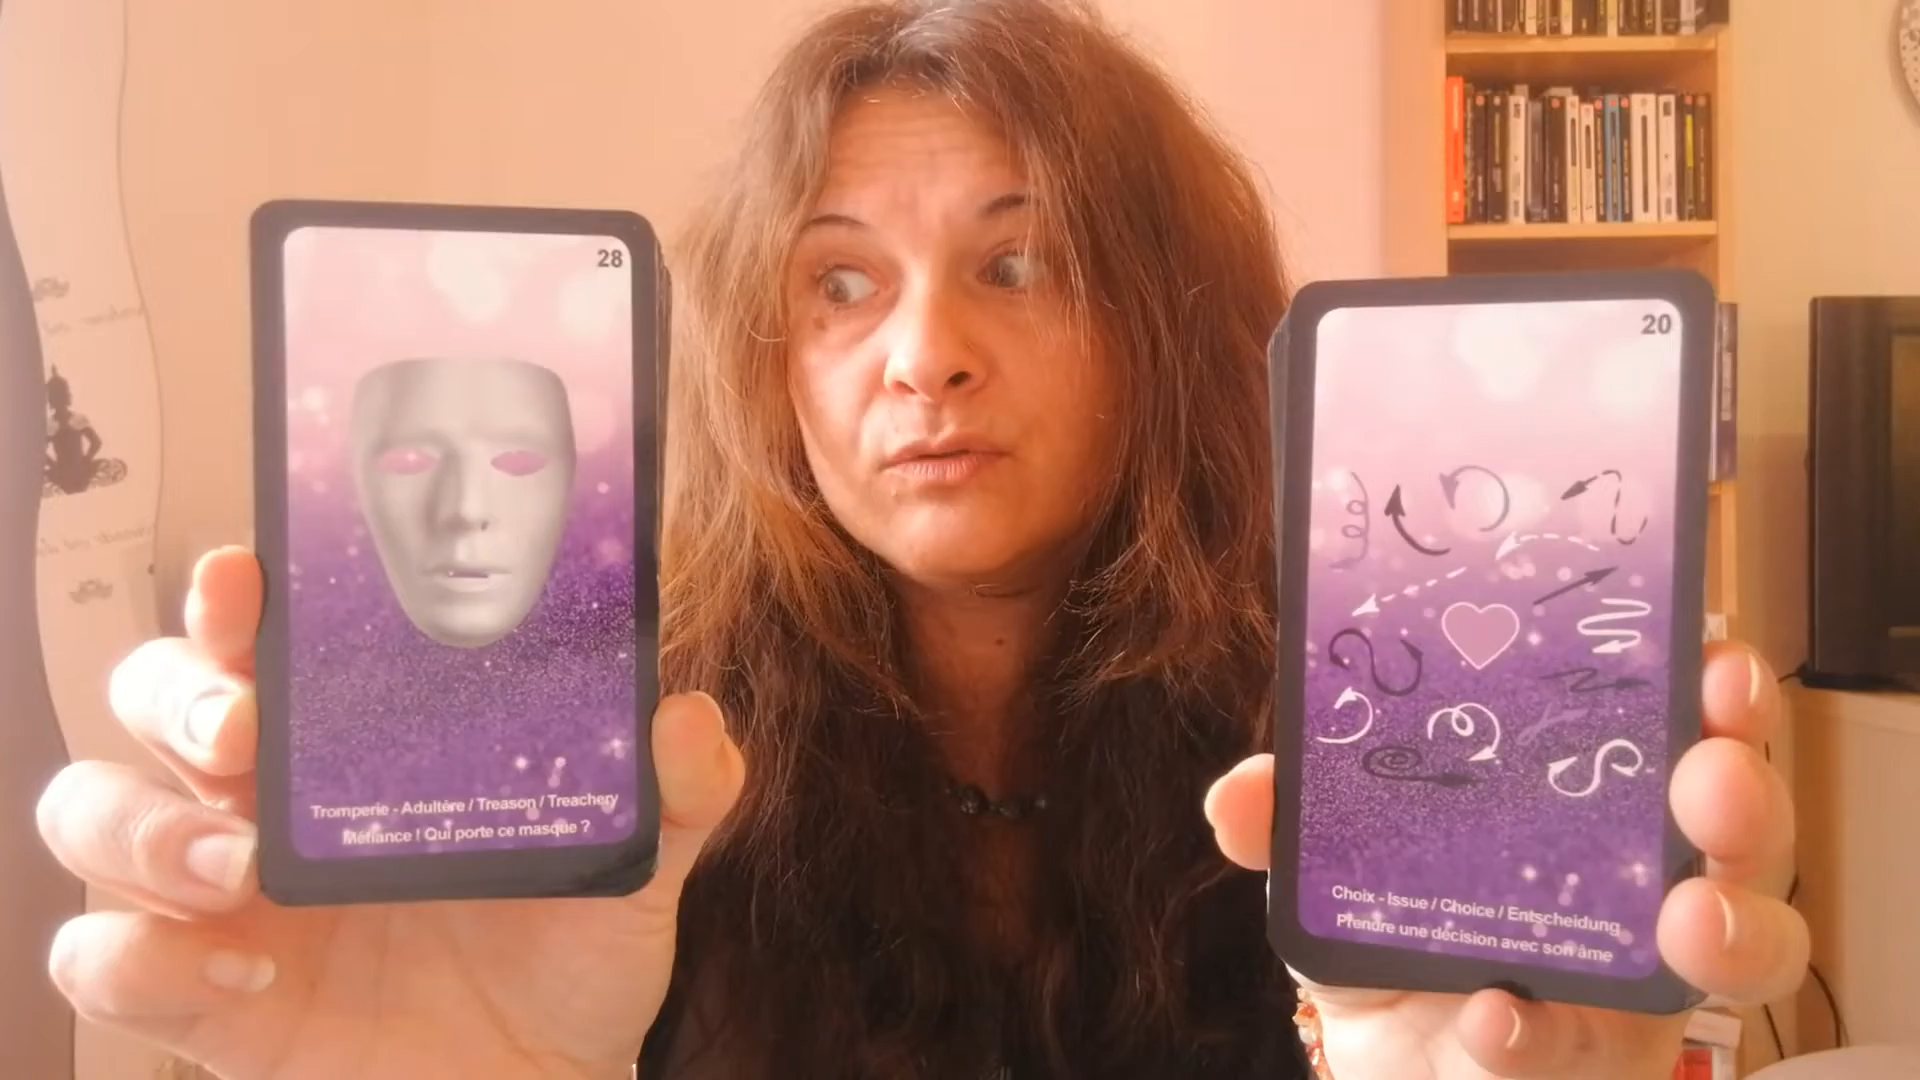 28
Tromperie - Adultère / Treason / Treachery
Méfiance ! Qui porte ce masque ?
20
Choix - Issue / Choice / Entscheidung
Prendre une décision avec son âme